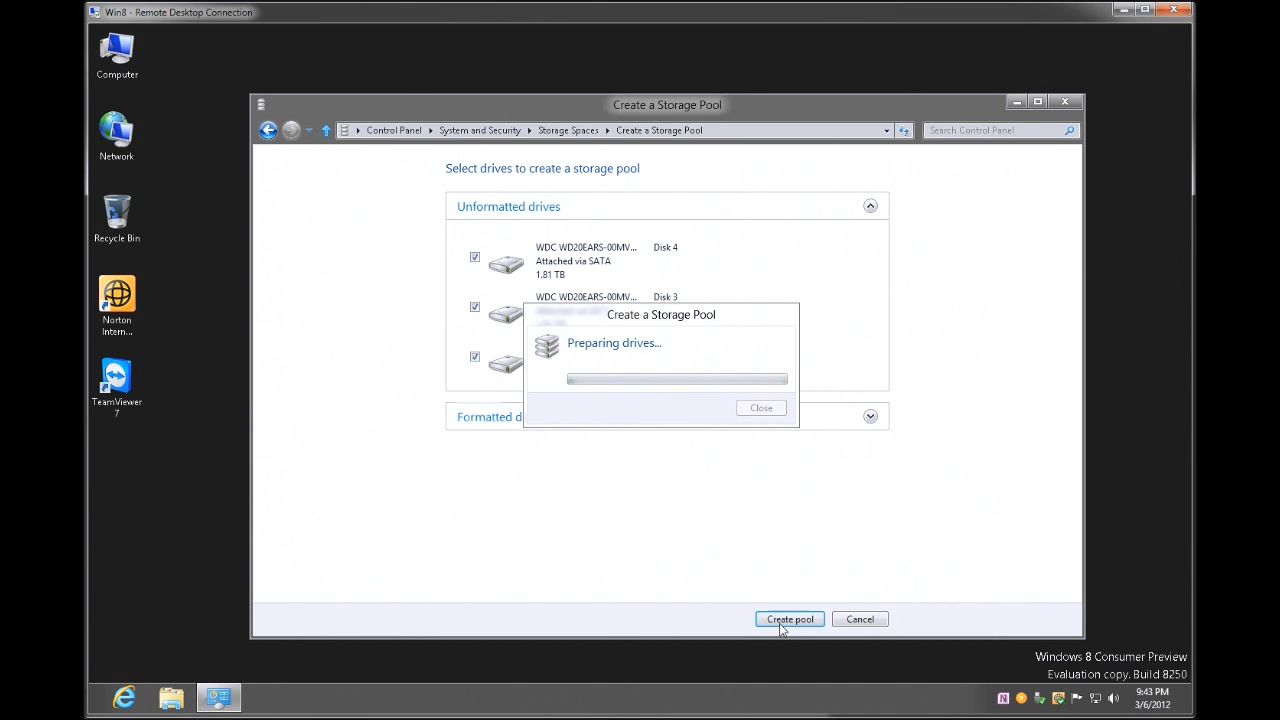 Win8 - Remote Desktop Connection
Computer
Network
Recycle Bin
Norton
Intern...
TeamViewer
7
Create a Storage Pool
Control Panel
System and Security
Storage Spaces
Create a Storage Pool
Search Control Panel
Select drives to create a storage pool
Unformatted drives
WDC WD20EARS-00MV... Disk 4
Attached via SATA
1.81 TB
WDC WD20EARS-00MV... Disk 3
Create a Storage Pool
Preparing drives...
Close
Formatted d
Create pool
Cancel
Windows 8 Consumer Preview
Evaluation copy. Build 8250
9:43 PM
3/6/2012